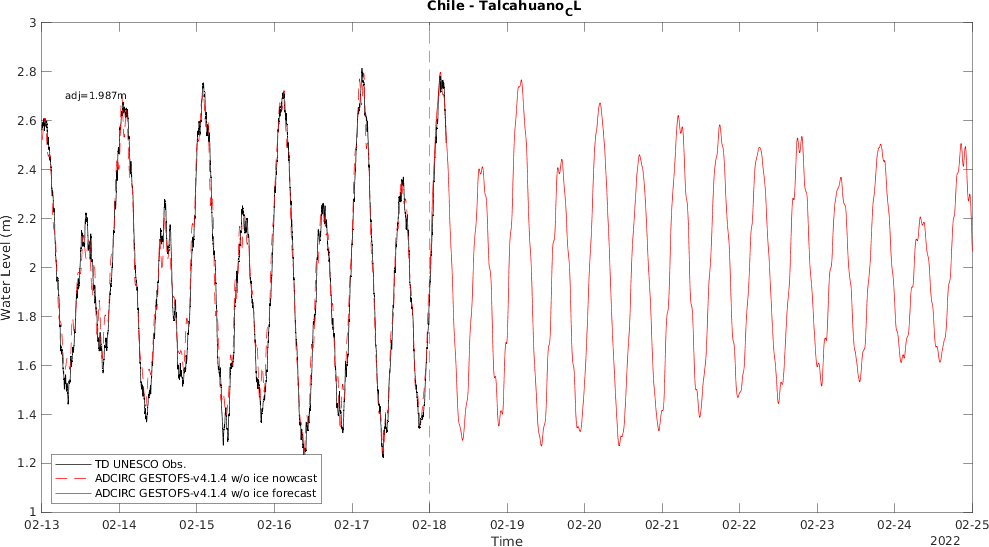 Chile - Talcahuano_CL
3
2.8
adj=1.987m
2.6
2.4
2.2
2
1.8
1.6
1.4
1.2
1
Water Level (m)
TD UNESCO Obs.
ADCIRC GESTOFS-v4.1.4 w/o ice nowcast
ADCIRC GESTOFS-v4.1.4 w/o ice forecast
02-13 02-14 02-15 02-16 02-17 02-18 02-19 02-20 02-21 02-22 02-23 02-24 02-25
Time
2022